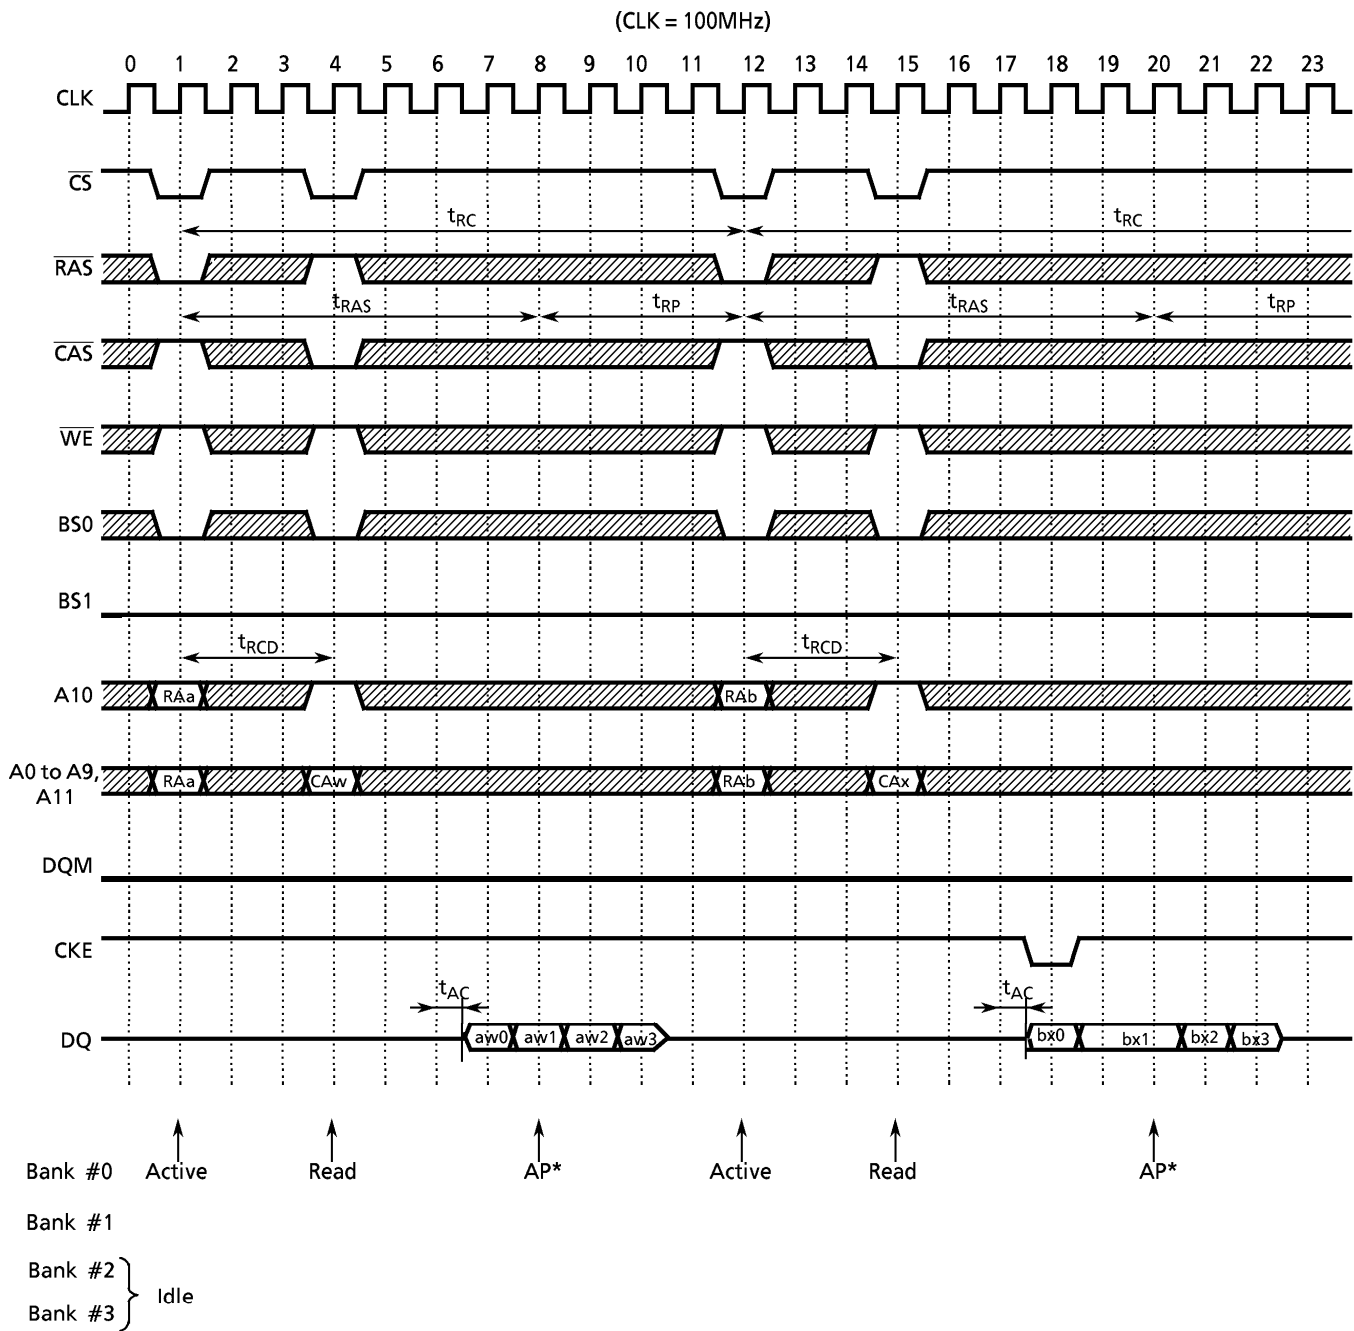 (CLK = 100MHz)
0 1 2 3 4 5 6 7 8 9 10 11 12 13 14 15 16 17 18 19 20 21 22 23
CLK
CS
tRC tRC
RAS
tRAS tRP tRAS tRP
CAS
WE
BS0
BS1
tRCD tRCD
A10 RAa RAb
A0 to A9,
A11
RAa CAw RAb CAx
DQM
CKE
tAC tAC
DQ aw0 aw1 aw2 aw3 bx0 bx1 bx2 bx3
Bank #0 Active Read AP* Active Read AP*
Bank #1
Bank #2
Idle
Bank #3